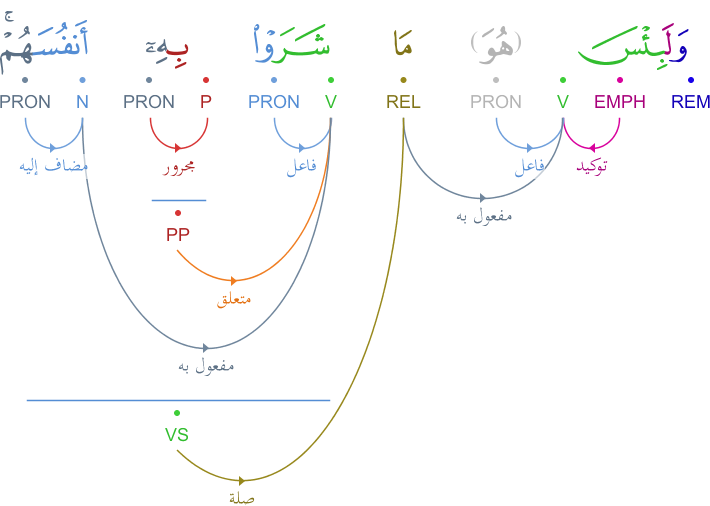 وَلَبِئْسَ (هُوَ) مَا شَرَوْا۟ بِهِۦٓ أَنفُسَهُمْ ۚ
REM EMPH V PRON REL V PRON P PRON N PRON
توكيد فاعل فاعل مجرور مضاف إليه
مفعول به
PP
متعلق
مفعول به
VS
صلة